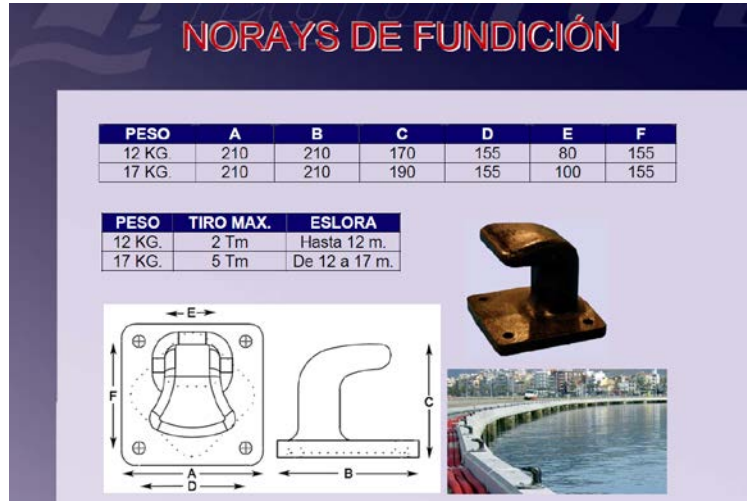 NORAYS DE FUNDICIÓN
PESO A B C D E F
12 KG. 210 210 170 155 80 155
17 KG. 210 210 190 155 100 155
PESO TIRO MAX. ESLORA
12 KG. 2 Tm Hasta 12 m.
17 KG. 5 Tm De 12 a 17 m.
E
F
C
A
B
D